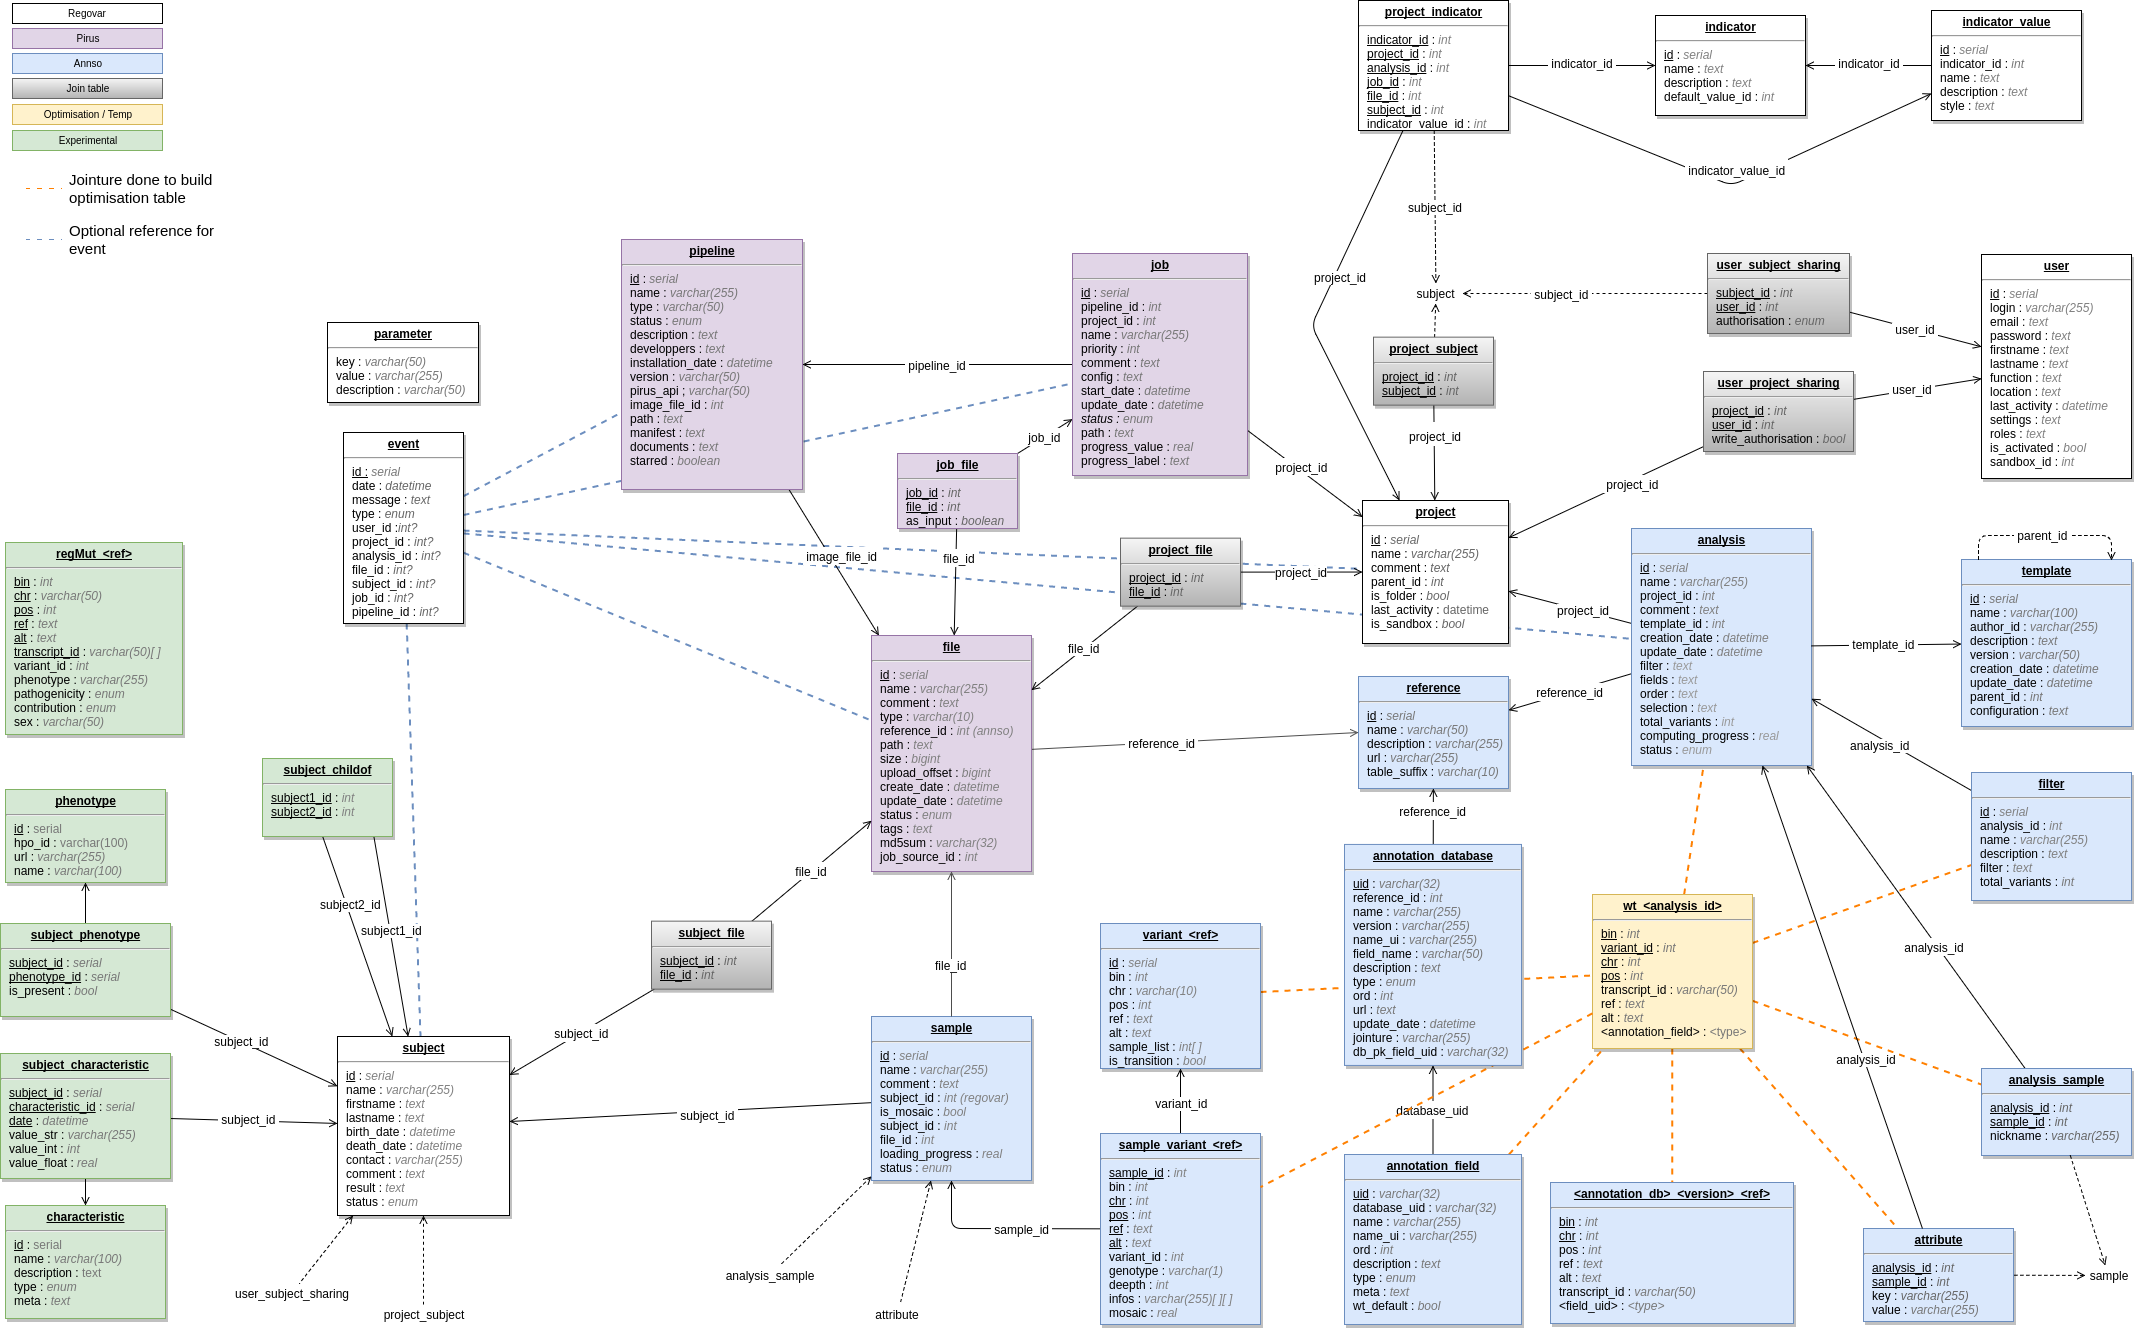 Regovar
Pirus
Annso
Join table
Optimisation / Temp
Experimental
Jointure done to build
optimisation table
Optional reference for
event
project_indicator
indicator_id : int
project_id : int
analysis_id : int
job_id : int
file_id : int
subject_id : int
indicator_value_id : int
indicator_id
indicator
id : serial
name : text
description : text
default_value_id : int
indicator_id
indicator_value
id : serial
indicator_id : int
name : text
description : text
style : text
indicator_value_id
subject_id
project_id
subject
subject_id
user_subject_sharing
subject_id : int
user_id : int
authorisation : enum
user_id
user
id : serial
login : varchar(255)
email : text
password : text
firstname : text
lastname : text
function : text
location : text
last_activity : datetime
settings : text
roles : text
is_activated : bool
sandbox_id : int
user_project_sharing
project_id : int
user_id : int
write_authorisation : bool
user_id
project_id
project_subject
project_id : int
subject_id : int
project_id
pipeline
id : serial
name : varchar(255)
type : varchar(50)
status : enum
description : text
developpers : text
installation_date : datetime
version : varchar(50)
pirus_api ; varchar(50)
image_file_id : int
path : text
manifest : text
documents : text
starred : boolean
pipeline_id
job
id : serial
pipeline_id : int
project_id : int
name : varchar(255)
priority : int
comment : text
config : text
start_date : datetime
update_date : datetime
status : enum
path : text
progress_value : real
progress_label : text
job_id
project_id
parameter
key : varchar(50)
value : varchar(255)
description : varchar(50)
event
id : serial
date : datetime
message : text
type : enum
user_id :int?
project_id : int?
analysis_id : int?
file_id : int?
subject_id : int?
job_id : int?
pipeline_id : int?
job_file
job_id : int
file_id : int
as_input : boolean
image_file_id
file_id
project_file
project_id : int
file_id : int
project_id
file_id
project
id : serial
name : varchar(255)
comment : text
parent_id : int
is_folder : bool
last_activity : datetime
is_sandbox : bool
project_id
analysis
id : serial
name : varchar(255)
project_id : int
comment : text
template_id : int
creation_date : datetime
update_date : datetime
filter : text
fields : text
order : text
selection : text
total_variants : int
computing_progress : real
status : enum
template_id
parent_id
template
id : serial
name : varchar(100)
author_id : varchar(255)
description : text
version : varchar(50)
creation_date : datetime
update_date : datetime
parent_id : int
configuration : text
regMut_<ref>
bin : int
chr : varchar(50)
pos : int
ref : text
alt : text
transcript_id : varchar(50)[ ]
variant_id : int
phenotype : varchar(255)
pathogenicity : enum
contribution : enum
sex : varchar(50)
file
id : serial
name : varchar(255)
comment : text
type : varchar(10)
reference_id : int (annso)
path : text
size : bigint
upload_offset : bigint
create_date : datetime
update_date : datetime
status : enum
tags : text
md5sum : varchar(32)
job_source_id : int
reference_id
reference
id : serial
name : varchar(50)
description : varchar(255)
url : varchar(255)
table_suffix : varchar(10)
reference_id
reference_id
analysis_id
filter
id : serial
analysis_id : int
name : varchar(255)
description : text
filter : text
total_variants : int
subject_childof
subject1_id : int
subject2_id : int
subject2_id
subject1_id
phenotype
id : serial
hpo_id : varchar(100)
url : varchar(255)
name : varchar(100)
subject_phenotype
subject_id : serial
phenotype_id : serial
is_present : bool
subject_id
subject_characteristic
subject_id : serial
characteristic_id : serial
date : datetime
value_str : varchar(255)
value_int : int
value_float : real
subject_id
characteristic
id : serial
name : varchar(100)
description : text
type : enum
meta : text
subject
id : serial
name : varchar(255)
firstname : text
lastname : text
birth_date : datetime
death_date : datetime
contact : varchar(255)
comment : text
result : text
status : enum
user_subject_sharing
project_subject
file_id
subject_file
subject_id : int
file_id : int
subject_id
file_id
subject_id
sample
id : serial
name : varchar(255)
comment : text
subject_id : int (regovar)
is_mosaic : bool
subject_id : int
file_id : int
loading_progress : real
status : enum
analysis_sample
attribute
sample_id
variant_<ref>
id : serial
bin : int
chr : varchar(10)
pos : int
ref : text
alt : text
sample_list : int[ ]
is_transition : bool
variant_id
sample_variant_<ref>
sample_id : int
bin : int
chr : int
pos : int
ref : text
alt : text
variant_id : int
genotype : varchar(1)
deepth : int
infos : varchar(255)[ ][ ]
mosaic : real
annotation_database
uid : varchar(32)
reference_id : int
name : varchar(255)
version : varchar(255)
name_ui : varchar(255)
field_name : varchar(50)
description : text
type : enum
ord : int
url : text
update_date : datetime
jointure : varchar(255)
db_pk_field_uid : varchar(32)
database_uid
annotation_field
uid : varchar(32)
database_uid : varchar(32)
name : varchar(255)
name_ui : varchar(255)
ord : int
description : text
type : enum
meta : text
wt_default : bool
wt_<analysis_id>
bin : int
variant_id : int
chr : int
pos : int
transcript_id : varchar(50)
ref : text
alt : text
<annotation_field> : <type>
<annotation_db>_<version>_<ref>
bin : int
chr : int
pos : int
ref : text
alt : text
transcript_id : varchar(50)
<field_uid> : <type>
analysis_id
analysis_id
analysis_sample
analysis_id : int
sample_id : int
nickname : varchar(255)
attribute
analysis_id : int
sample_id : int
key : varchar(255)
value : varchar(255)
sample